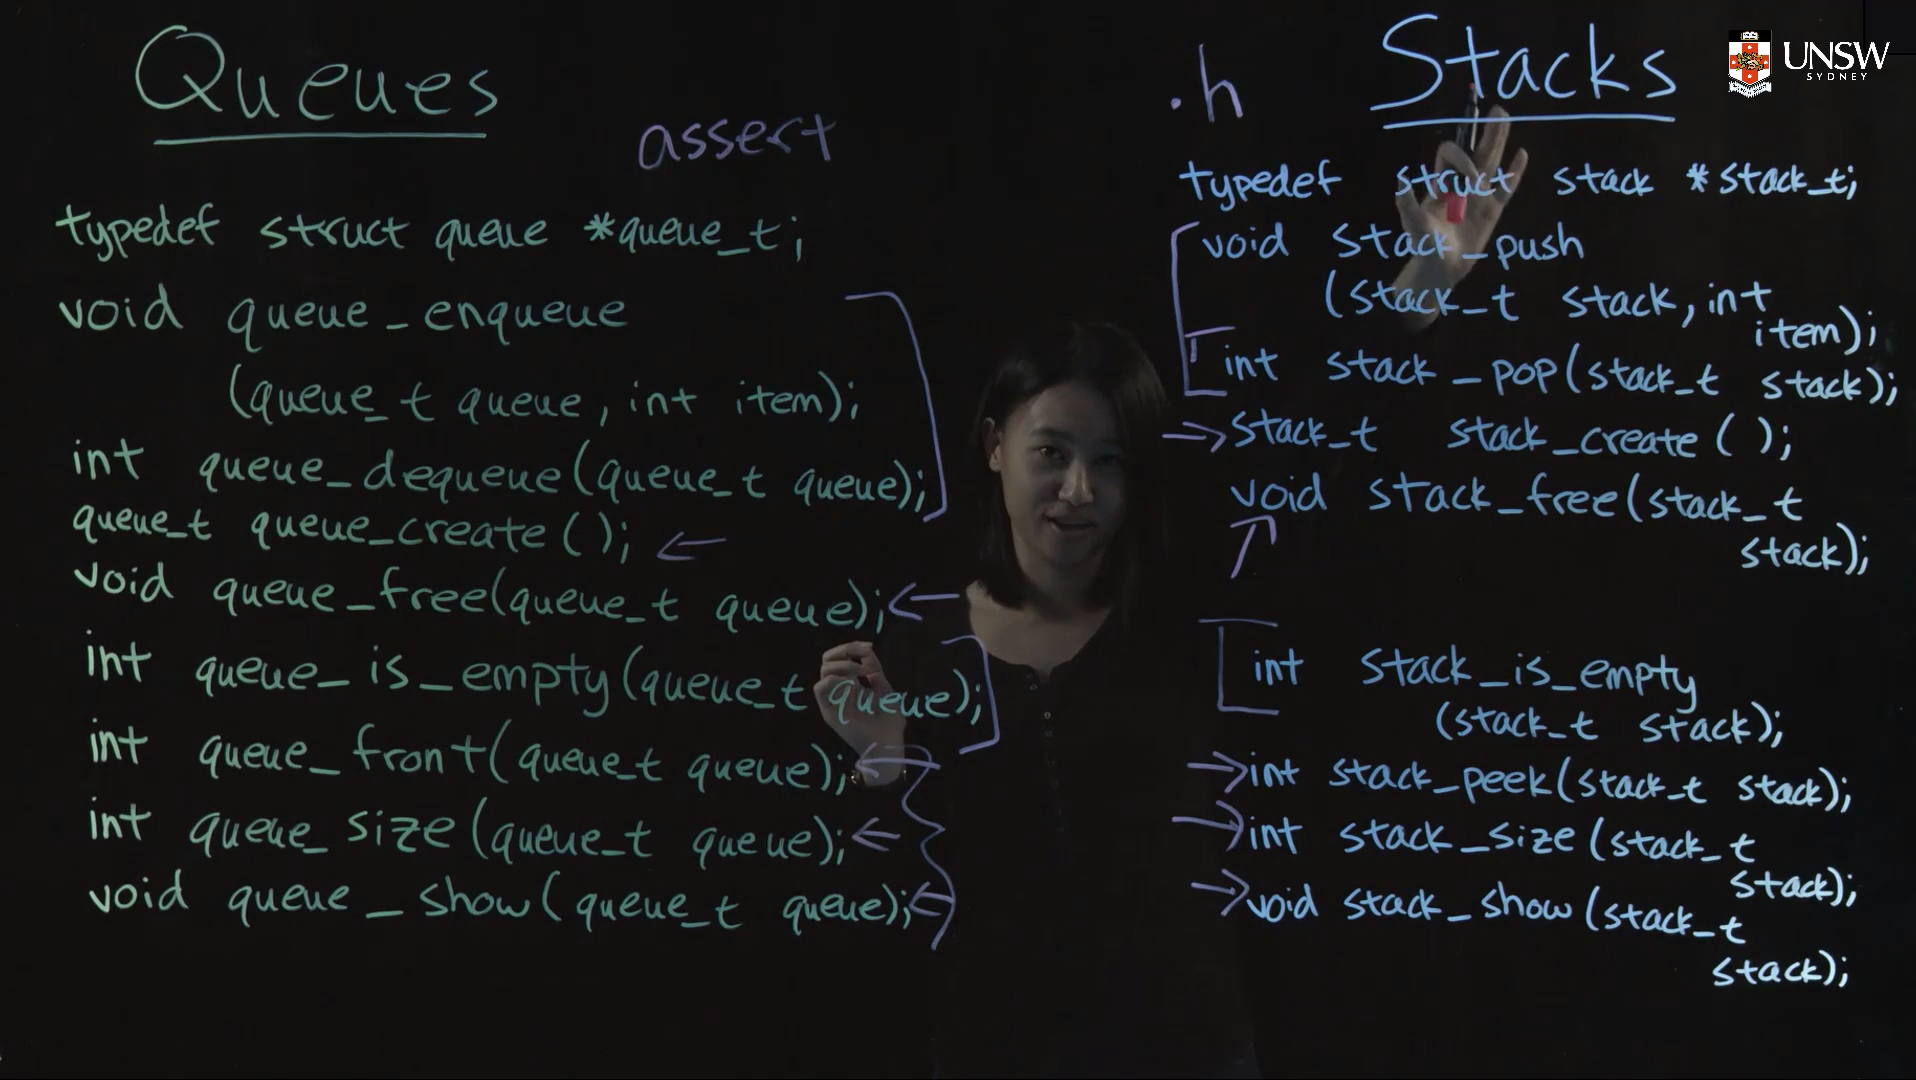 Queues
assert
typedef struct queue *queue_t;
void queue_enqueue
(queue_t queue, int item);
int queue_dequeue(queue_t queue);
queue_t queue_create();
void queue_free(queue_t queue);
int queue_is_empty(queue_t queue);
int queue_front(queue_t queue);
int queue_size(queue_t queue);
void queue_show(queue_t queue);
.h
Stacks
UNSW
SYDNEY
typedef struct stack *stack_t;
void stack_push
(stack_t stack, int
item);
int stack_pop(stack_t stack);
stack_t stack_create();
void stack_free(stack_t
stack);
int stack_is_empty
(stack_t stack);
int stack_peek(stack_t stack);
int stack_size(stack_t
stack);
void stack_show(stack_t
stack);